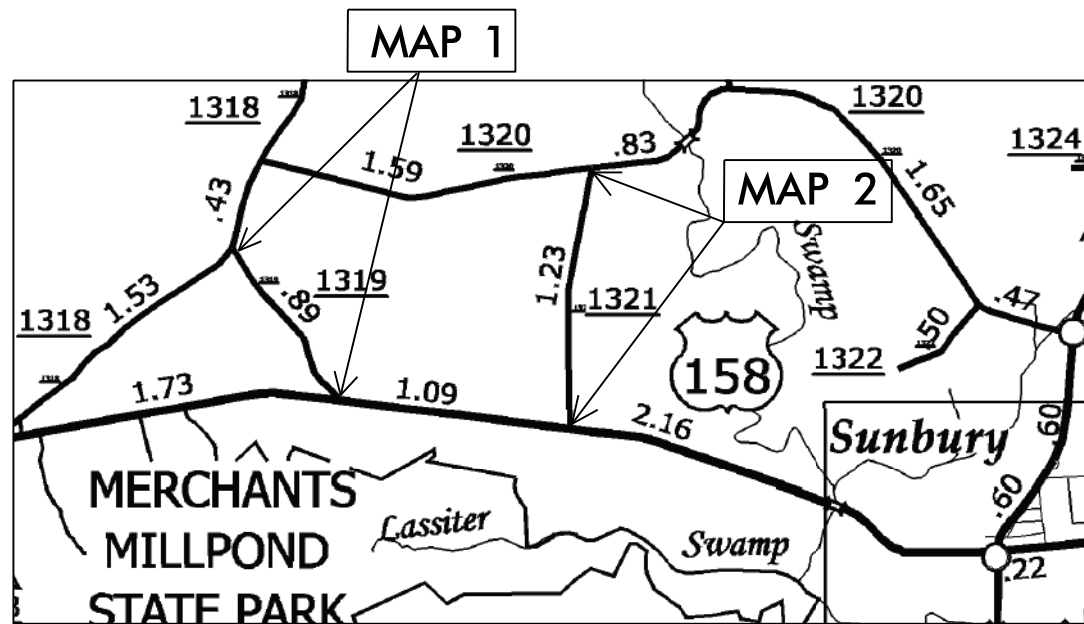 MAP 1
1318
1320
1320
1324
.83
1.59
MAP 2
1.65
.43
Swamp
1319
.89
1.23
1321
1.53
1318
.47
.50
158
1322
1.73
1.09
2.16
Sunbury
.60
MERCHANTS
MILLPOND
STATE PARK
Lassiter
Swamp
.60
.22